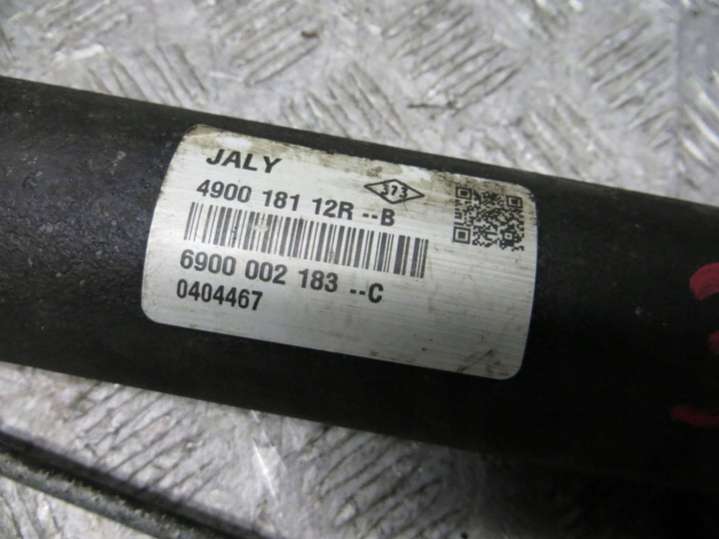 JALY
373
4900 181 12R --B
6900 002 183 --C
0404467